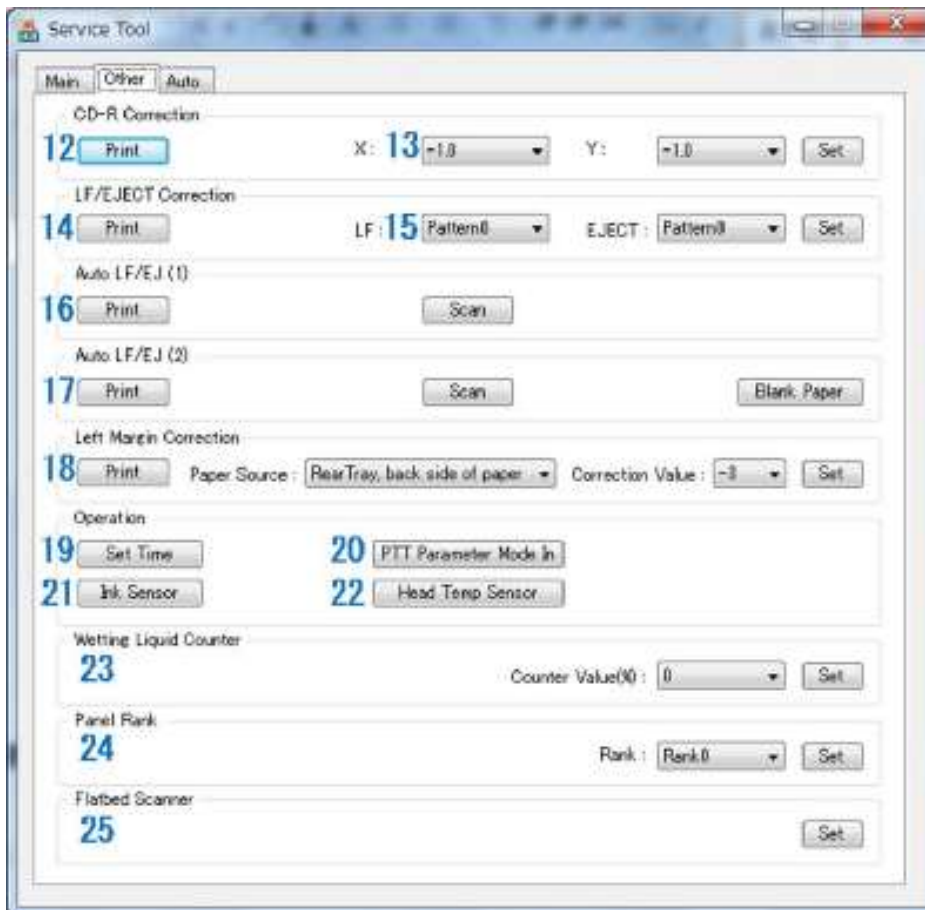 Service Tool
Main Other Auto
CD-R Correction
12 Print X: 13 -1.0 Y: -1.0 Set
LF/EJECT Correction
14 Print LF: 15 Pattern0 EJECT: Pattern0 Set
Auto LF/EJ (1)
16 Print Scan
Auto LF/EJ (2)
17 Print Scan Blank Paper
Left Margin Correction
18 Print Paper Source: RearTray, back side of paper Correction Value: -3 Set
Operation
19 Set Time 20 PTT Parameter Mode In
21 Ink Sensor 22 Head Temp Sensor
Wetting Liquid Counter
23 Counter Value(%): 0 Set
Panel Rank
24 Rank: Rank0 Set
Flatbed Scanner
25 Set